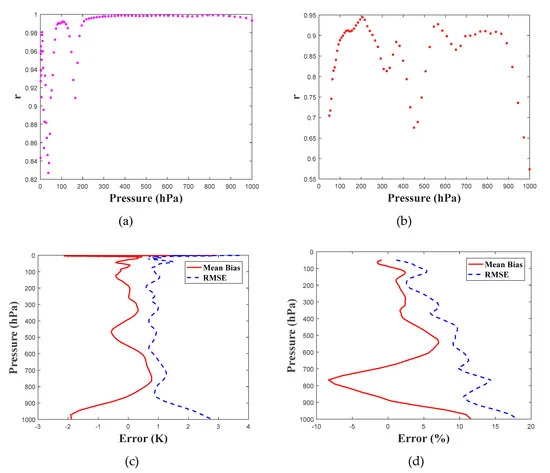 1
0.98
0.96
0.94
0.92
0.9
0.88
0.86
0.84
0.82
r
0 100 200 300 400 500 600 700 800 900 1000
Pressure (hPa)
(a)
0.95
0.9
0.85
0.8
0.75
0.7
0.65
0.6
0.55
r
0 100 200 300 400 500 600 700 800 900 1000
Pressure (hPa)
(b)
0
100
200
300
400
500
600
700
800
900
1000
Pressure (hPa)
Mean Bias
RMSE
-3 -2 -1 0 1 2 3 4
Error (K)
(c)
0
100
200
300
400
500
600
700
800
900
1000
Pressure (hPa)
Mean Bias
RMSE
-10 -5 0 5 10 15 20
Error (%)
(d)